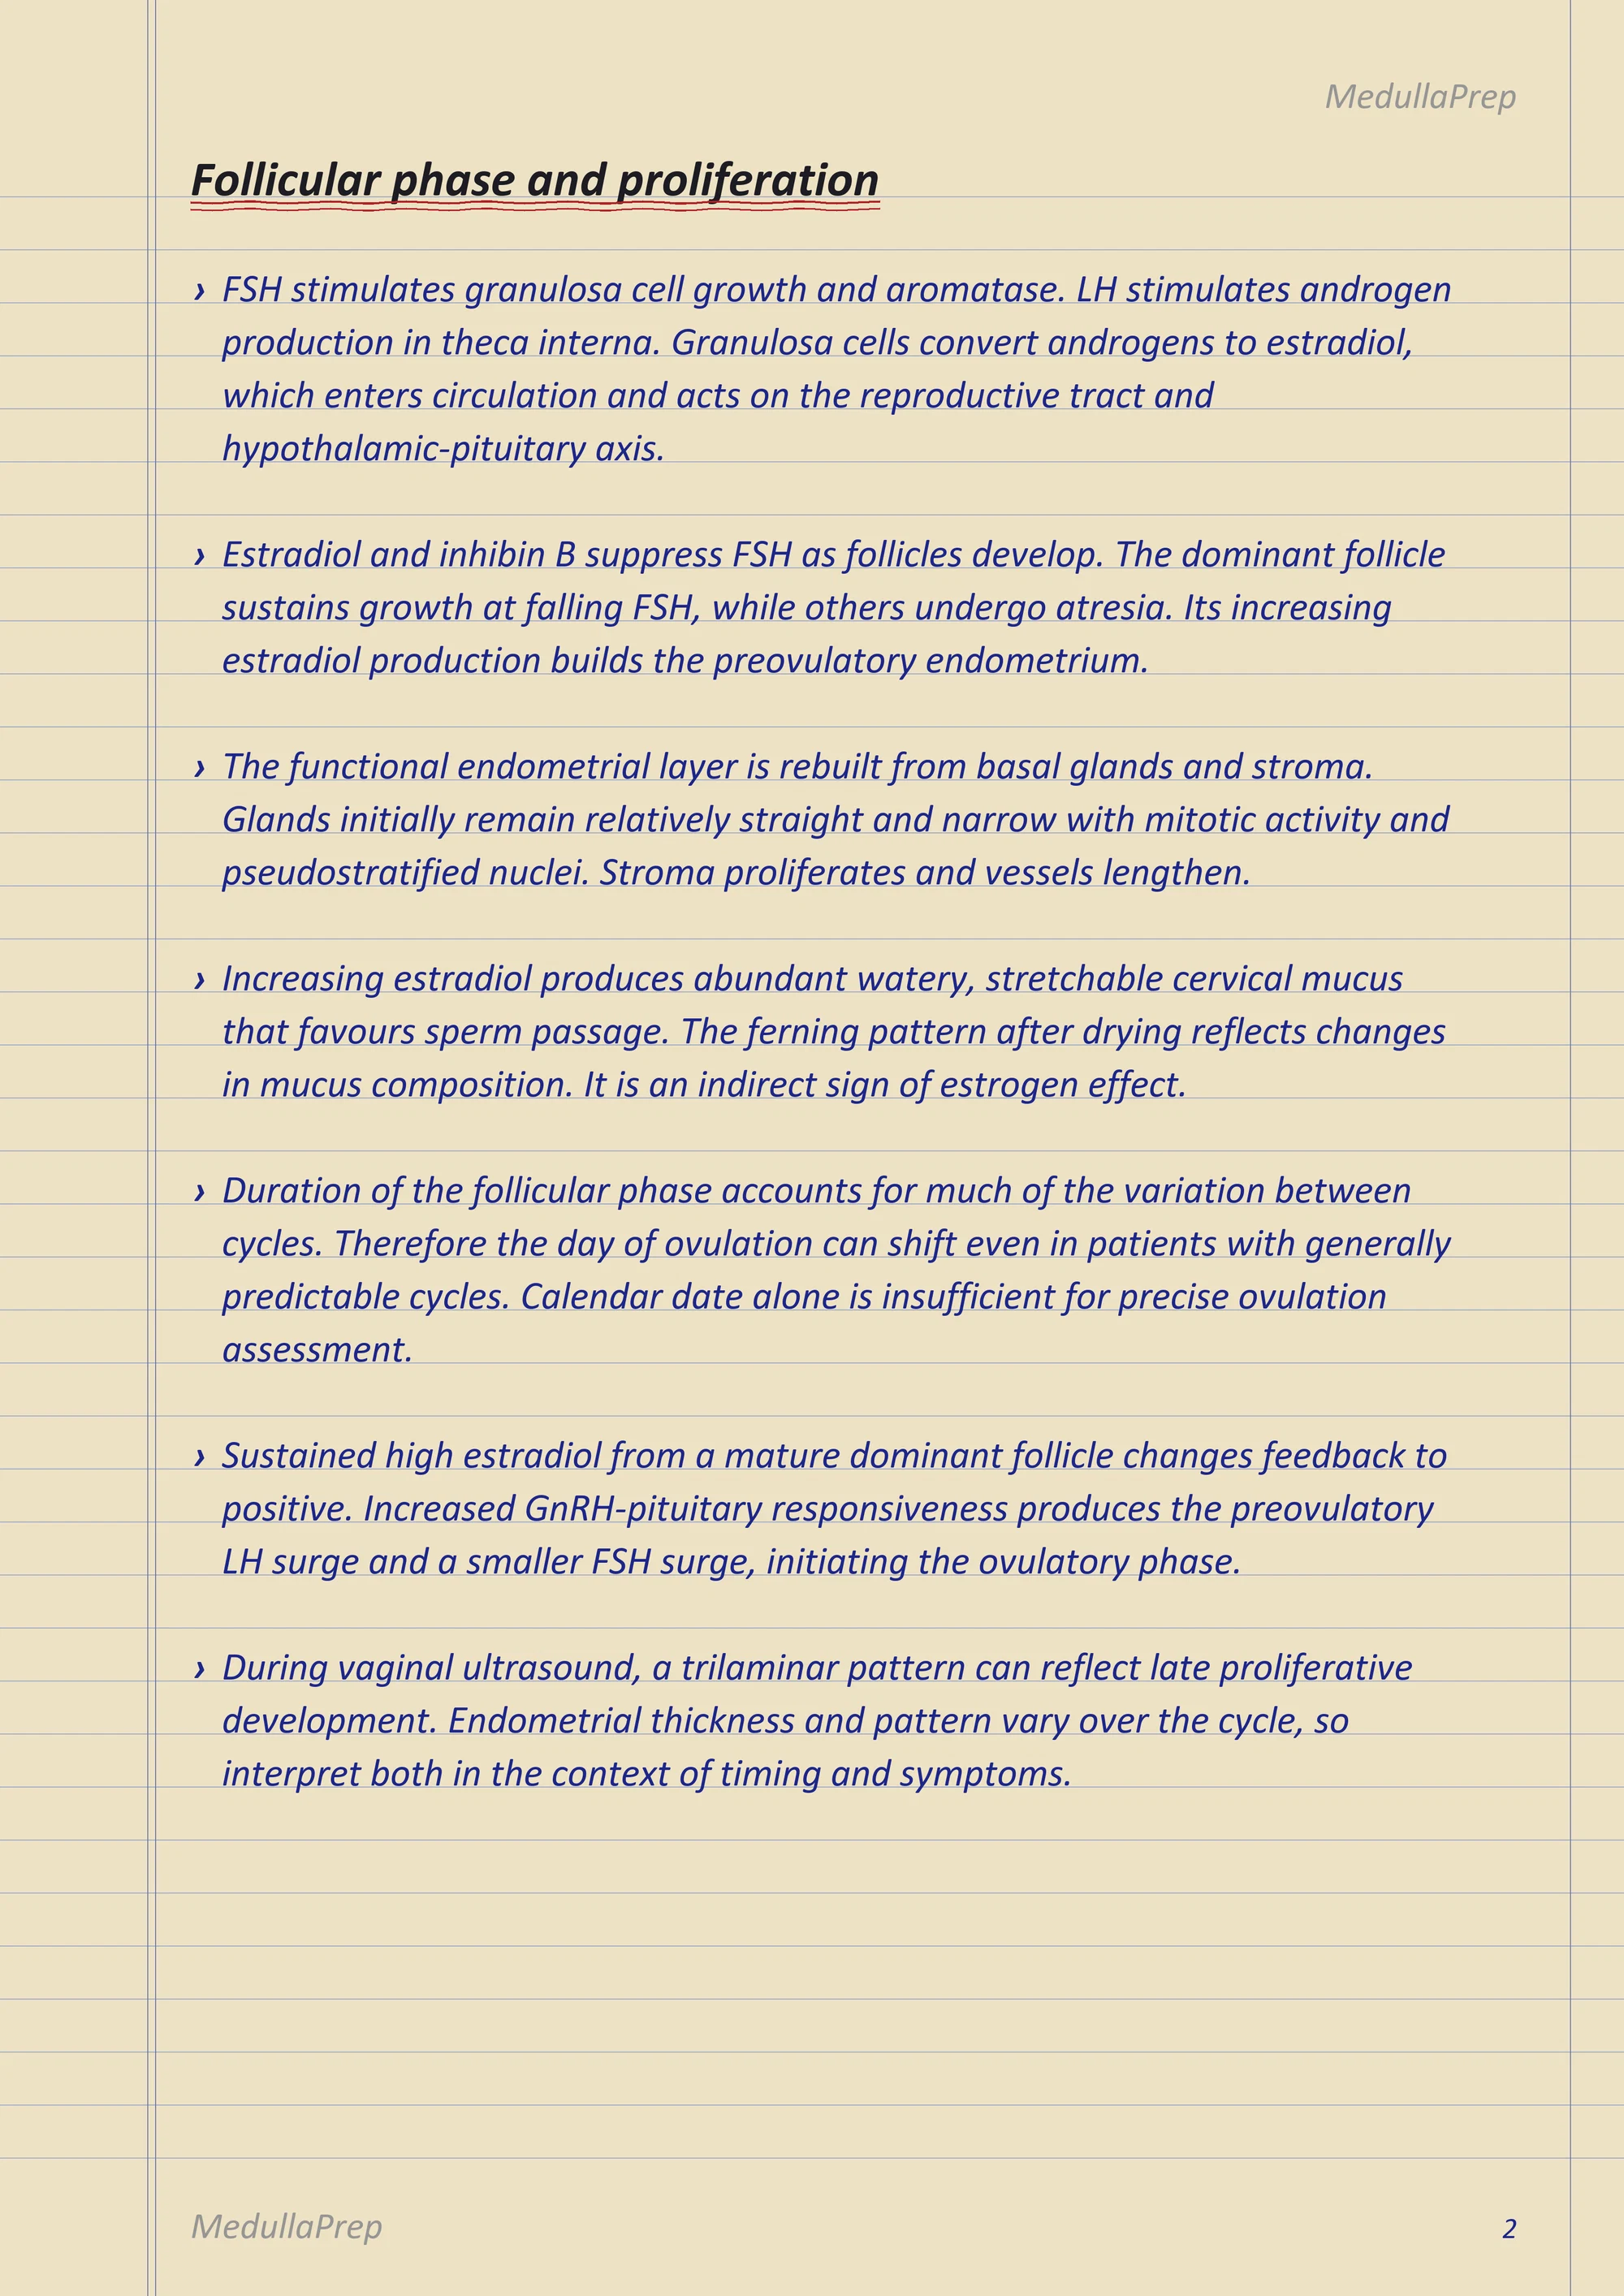 MedullaPrep
Follicular phase and proliferation
› FSH stimulates granulosa cell growth and aromatase. LH stimulates androgen
production in theca interna. Granulosa cells convert androgens to estradiol,
which enters circulation and acts on the reproductive tract and
hypothalamic-pituitary axis.
› Estradiol and inhibin B suppress FSH as follicles develop. The dominant follicle
sustains growth at falling FSH, while others undergo atresia. Its increasing
estradiol production builds the preovulatory endometrium.
› The functional endometrial layer is rebuilt from basal glands and stroma.
Glands initially remain relatively straight and narrow with mitotic activity and
pseudostratified nuclei. Stroma proliferates and vessels lengthen.
› Increasing estradiol produces abundant watery, stretchable cervical mucus
that favours sperm passage. The ferning pattern after drying reflects changes
in mucus composition. It is an indirect sign of estrogen effect.
› Duration of the follicular phase accounts for much of the variation between
cycles. Therefore the day of ovulation can shift even in patients with generally
predictable cycles. Calendar date alone is insufficient for precise ovulation
assessment.
› Sustained high estradiol from a mature dominant follicle changes feedback to
positive. Increased GnRH-pituitary responsiveness produces the preovulatory
LH surge and a smaller FSH surge, initiating the ovulatory phase.
› During vaginal ultrasound, a trilaminar pattern can reflect late proliferative
development. Endometrial thickness and pattern vary over the cycle, so
interpret both in the context of timing and symptoms.
MedullaPrep
2